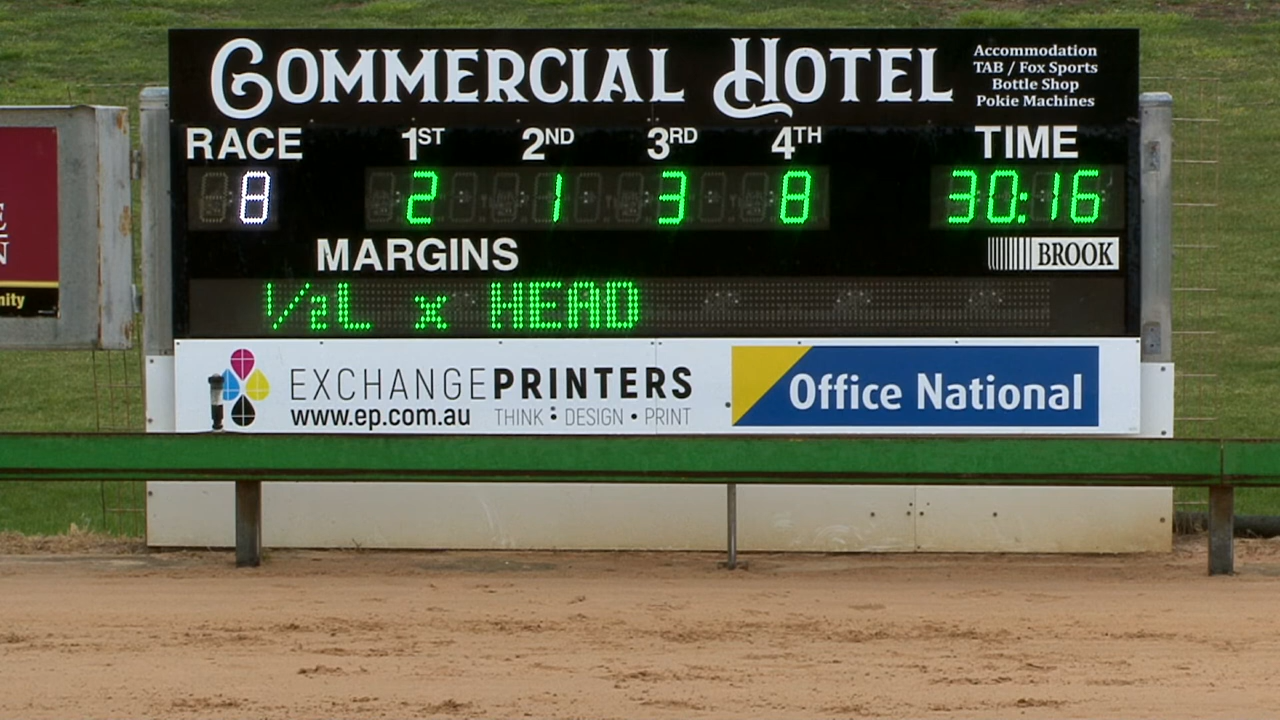 COMMERCIAL HOTEL
Accommodation
TAB / Fox Sports
Bottle Shop
Pokie Machines
RACE 1ST 2ND 3RD 4TH TIME
8 2 1 3 8 30:16
MARGINS
BROOK
1/2L x HEAD
EXCHANGEPRINTERS
www.ep.com.au THINK • DESIGN • PRINT
Office National
E
N
nity